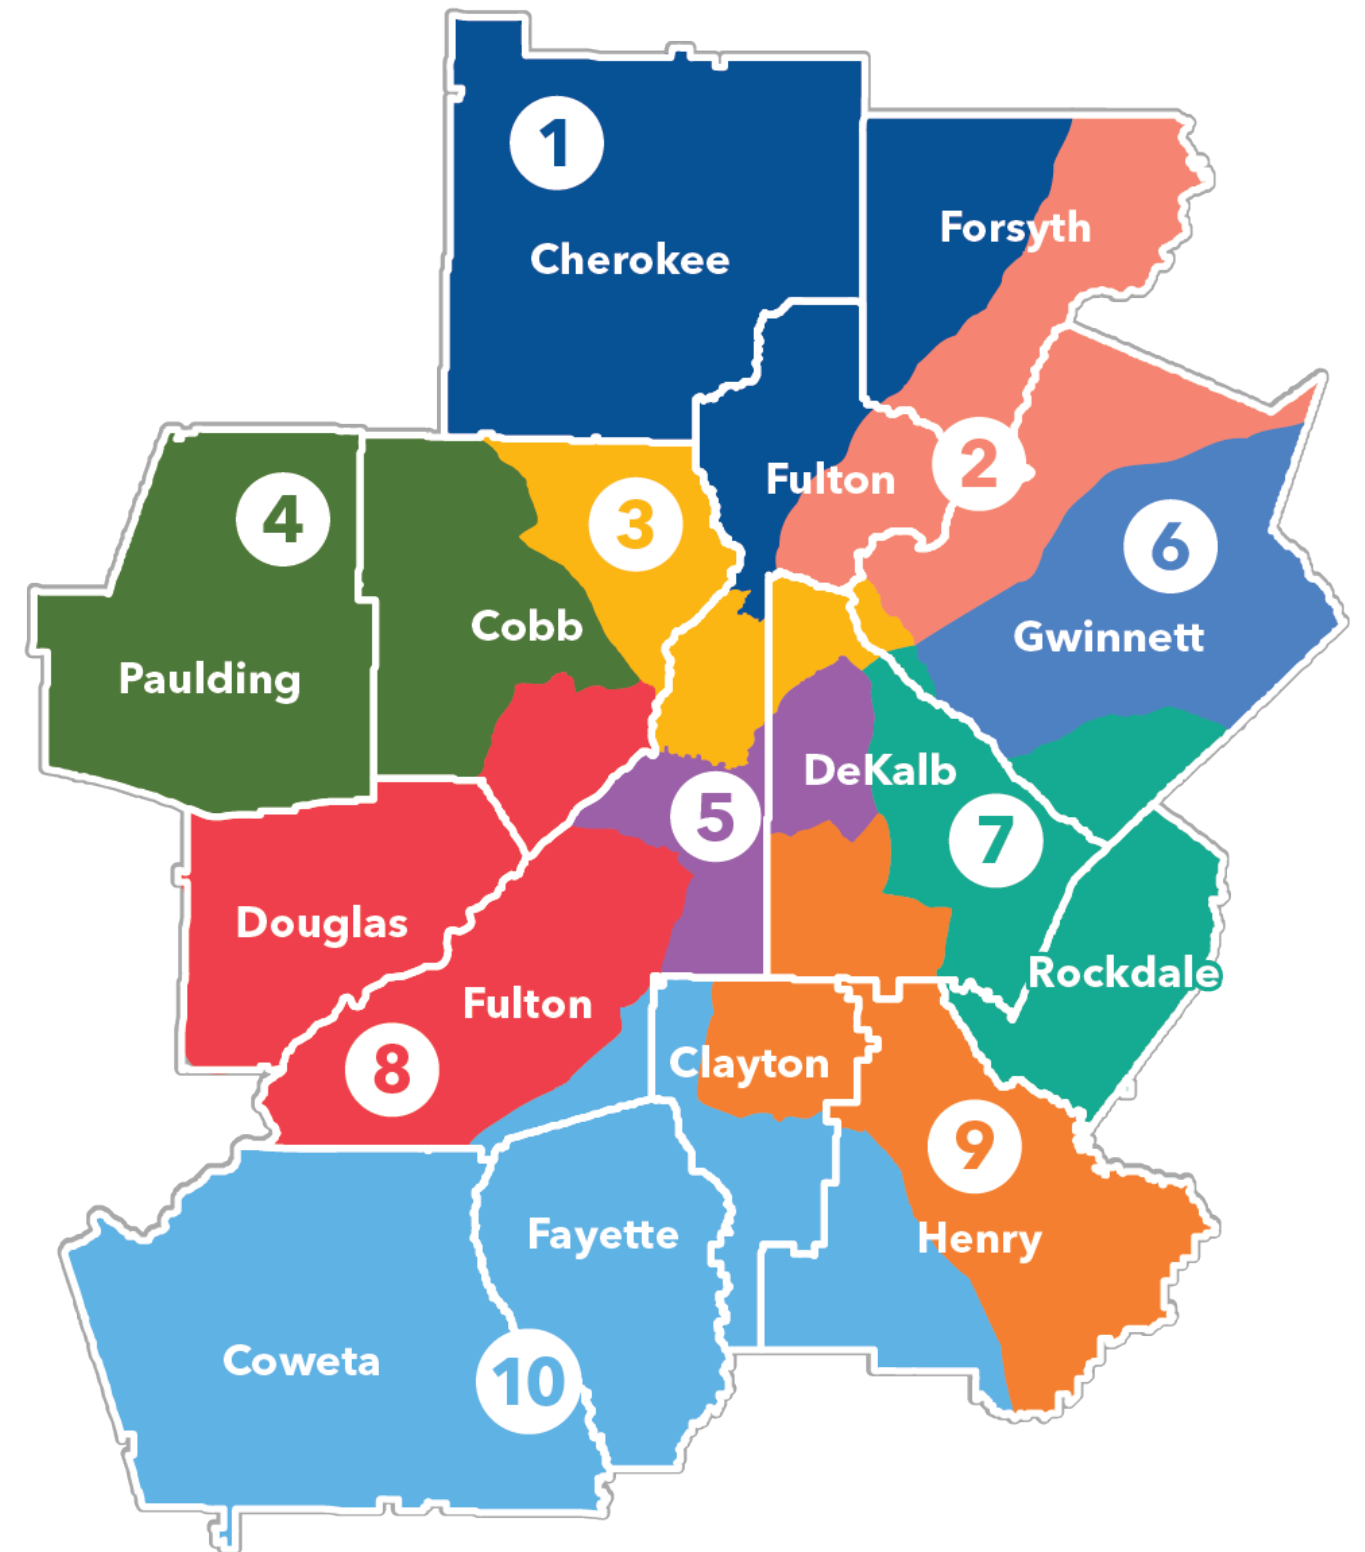 1
Cherokee
Forsyth
2
Fulton
3
4
6
Cobb
Gwinnett
Paulding
DeKalb
5
7
Douglas
Rockdale
Fulton
8
Clayton
9
Fayette
Henry
Coweta
10